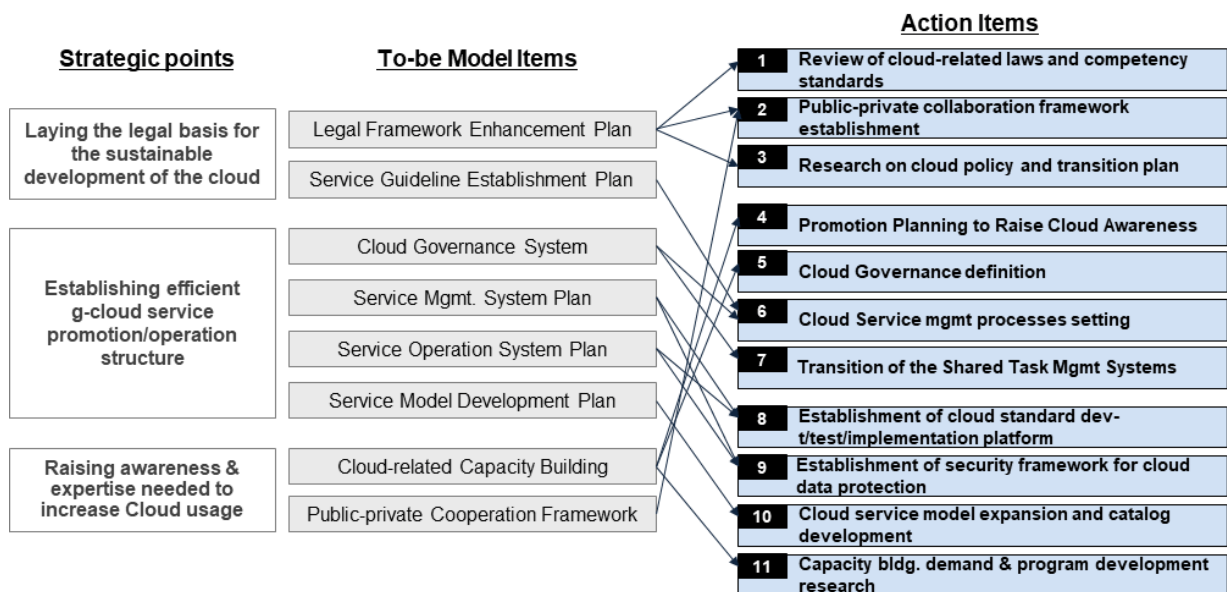 Strategic points
Laying the legal basis for
the sustainable
development of the cloud
Establishing efficient
g-cloud service
promotion/operation
structure
Raising awareness &
expertise needed to
increase Cloud usage
To-be Model Items
Legal Framework Enhancement Plan
Service Guideline Establishment Plan
Cloud Governance System
Service Mgmt. System Plan
Service Operation System Plan
Service Model Development Plan
Cloud-related Capacity Building
Public-private Cooperation Framework
Action Items
1 Review of cloud-related laws and competency
standards
2 Public-private collaboration framework
establishment
3 Research on cloud policy and transition plan
4 Promotion Planning to Raise Cloud Awareness
5 Cloud Governance definition
6 Cloud Service mgmt processes setting
7 Transition of the Shared Task Mgmt Systems
8 Establishment of cloud standard dev-
t/test/implementation platform
9 Establishment of security framework for cloud
data protection
10 Cloud service model expansion and catalog
development
11 Capacity bldg. demand & program development
research